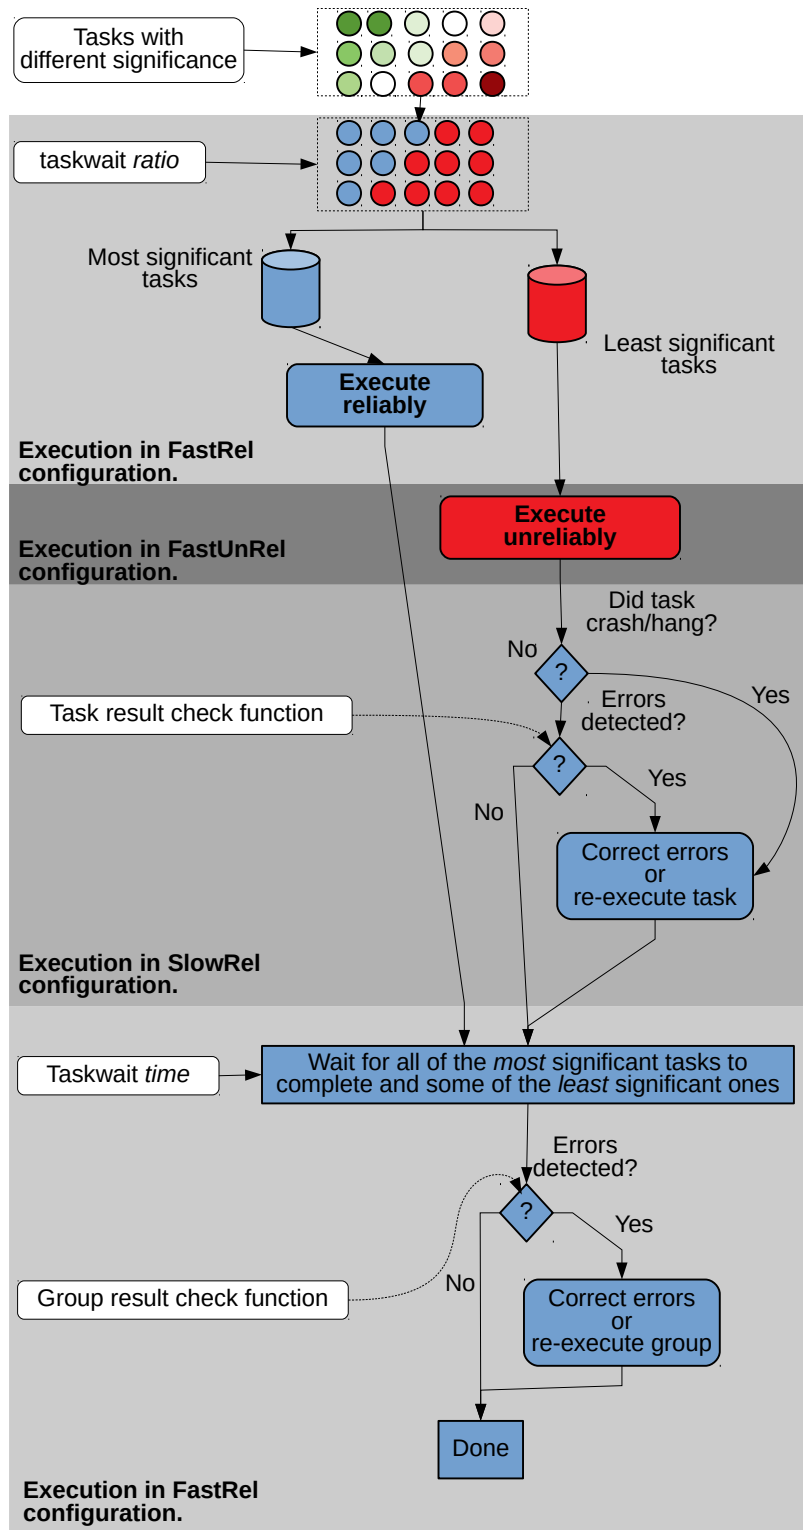 Tasks with
different significance
taskwait ratio
Most significant
tasks
Least significant
tasks
Execute
reliably
Execution in FastRel
configuration.
Execute
unreliably
Execution in FastUnRel
configuration.
Did task
crash/hang?
No
?
Yes
Errors
detected?
Task result check function
?
Yes
No
Correct errors
or
re-execute task
Execution in SlowRel
configuration.
Wait for all of the most significant tasks to
complete and some of the least significant ones
Taskwait time
Errors
detected?
?
Yes
No
Group result check function
Correct errors
or
re-execute group
Done
Execution in FastRel
configuration.